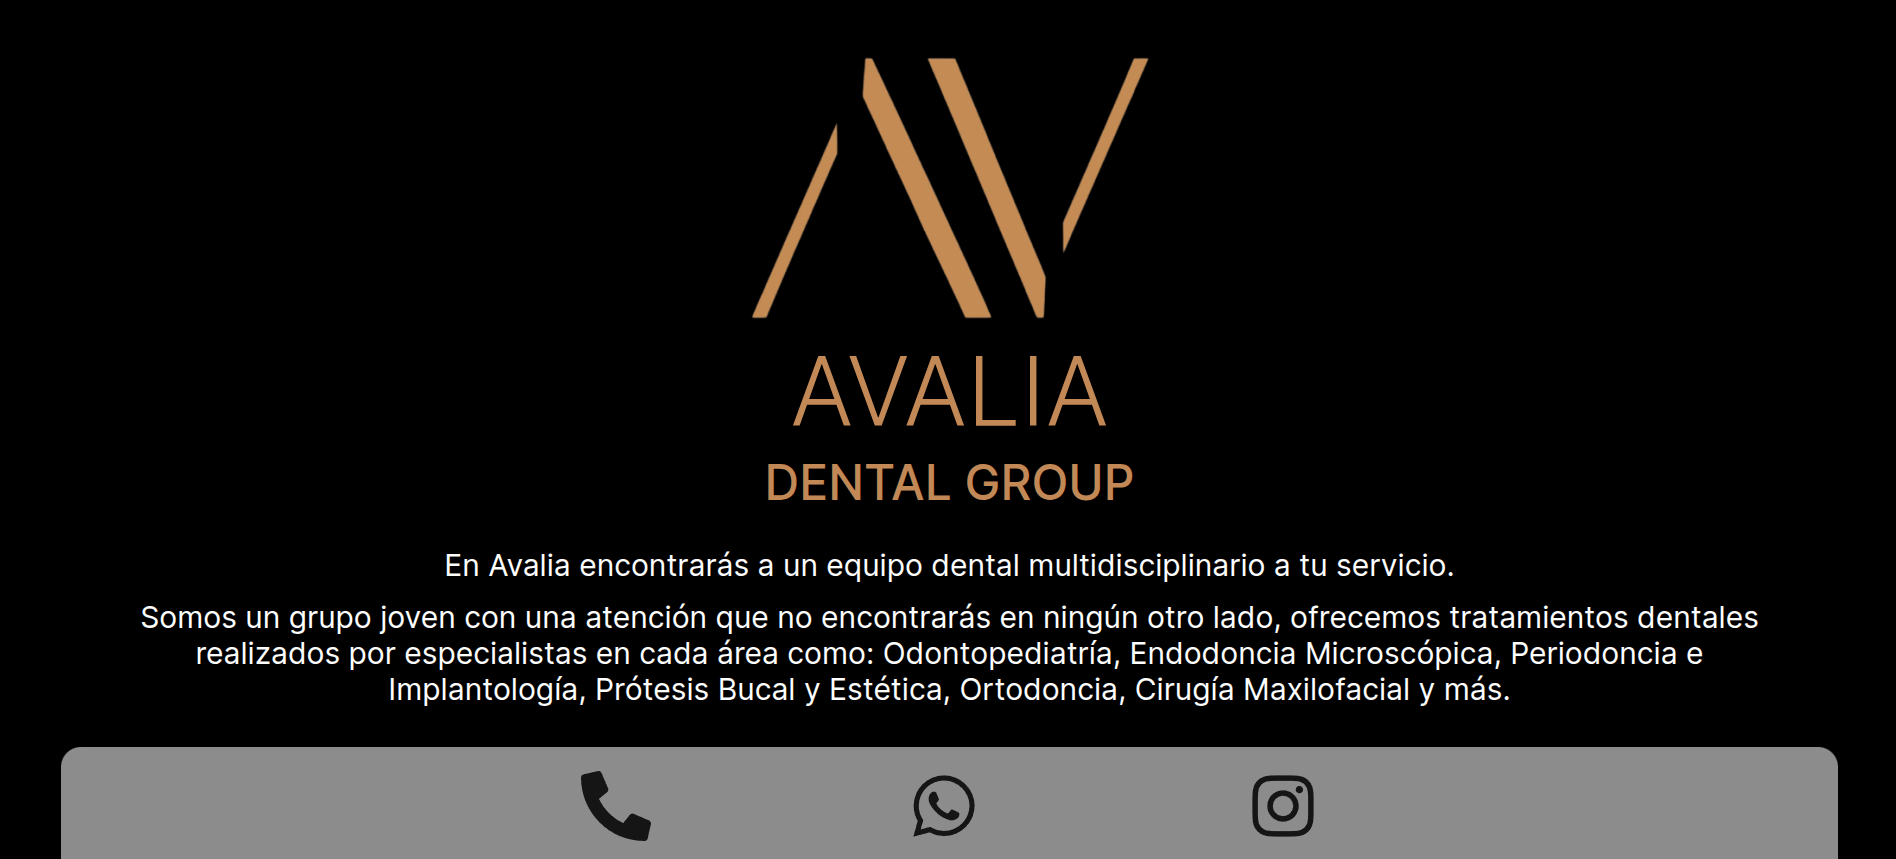 AV
AVALIA
DENTAL GROUP
En Avalia encontrarás a un equipo dental multidisciplinario a tu servicio.
Somos un grupo joven con una atención que no encontrarás en ningún otro lado, ofrecemos tratamientos dentales
realizados por especialistas en cada área como: Odontopediatría, Endodoncia Microscópica, Periodoncia e
Implantología, Prótesis Bucal y Estética, Ortodoncia, Cirugía Maxilofacial y más.